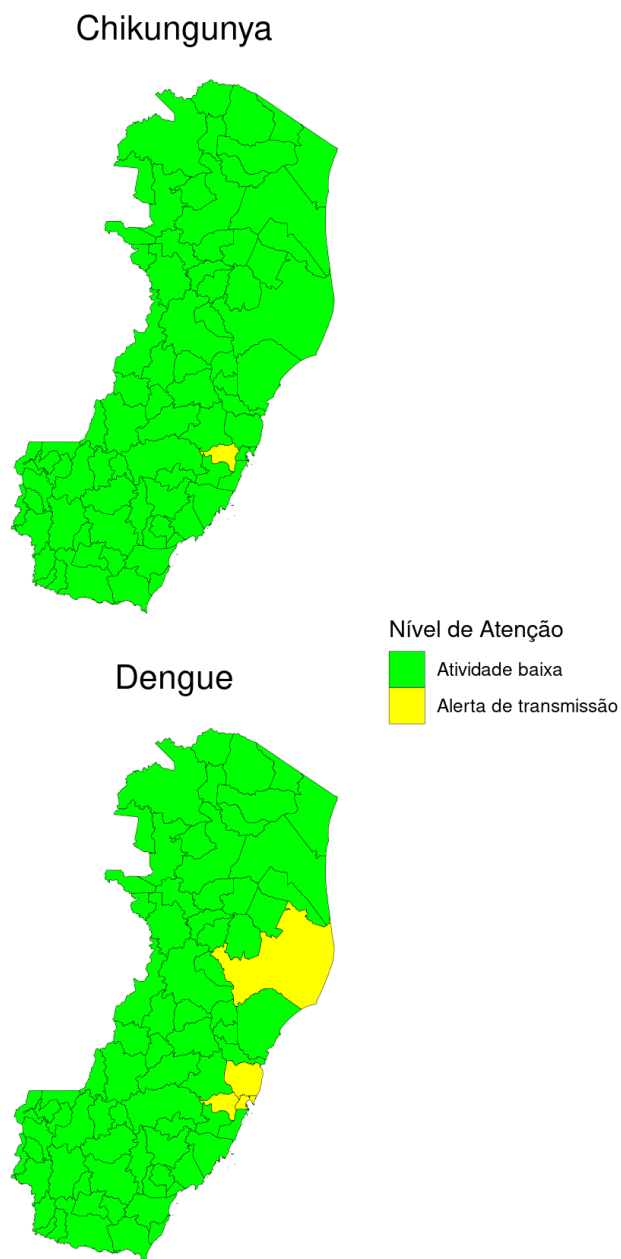 Chikungunya
Nível de Atenção
Atividade baixa
Alerta de transmissão
Dengue